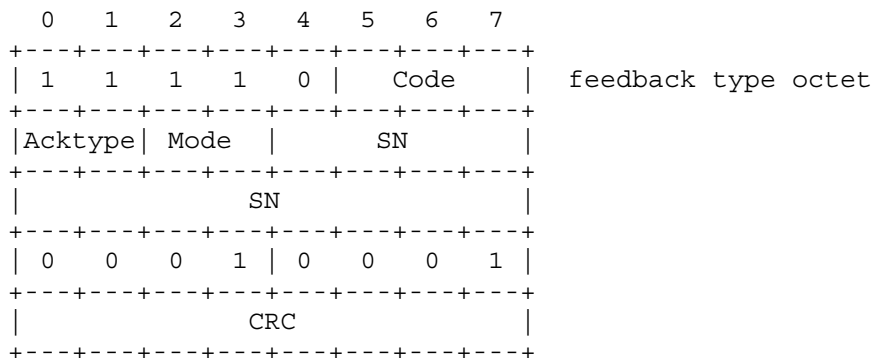 0   1   2   3   4   5   6   7
+---+---+---+---+---+---+---+---+
| 1   1   1   1   0 |   Code    |  feedback type octet
+---+---+---+---+---+---+---+---+
|Acktype| Mode  |      SN       |
+---+---+---+---+---+---+---+---+
|              SN               |
+---+---+---+---+---+---+---+---+
| 0   0   0   1 | 0   0   0   1 |
+---+---+---+---+---+---+---+---+
|              CRC              |
+---+---+---+---+---+---+---+---+